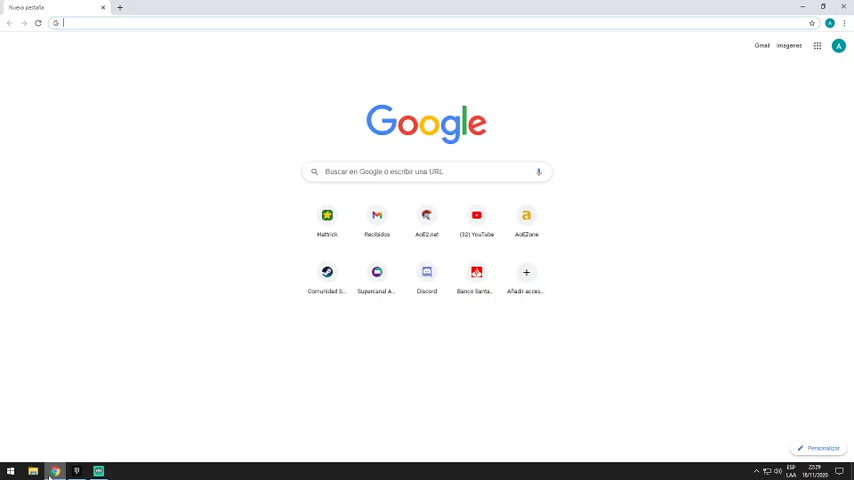 Nueva pestaña
Gmail Imágenes
A
Google
Buscar en Google o escribir una URL
Hattrick Recibidos AoE2.net (32) YouTube AoEZone
Comunidad S... Supercanal A... Discord Banco Santa... Añadir acces...
Personalizar
ESP 22:29
LAA 16/11/2020